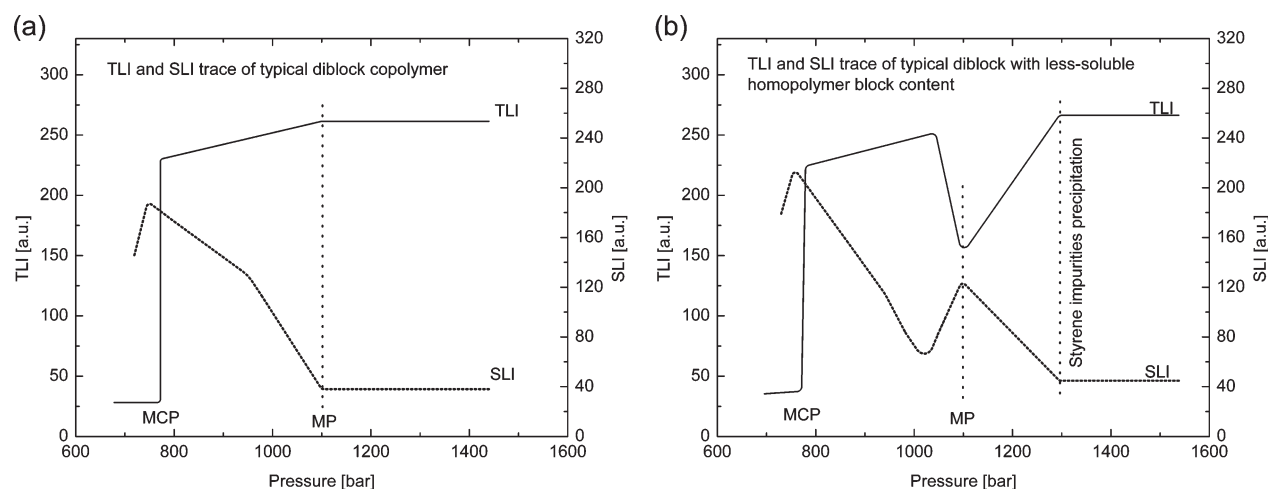 (a)
TLI and SLI trace of typical diblock copolymer
TLI
SLI
MCP
MP
300
250
200
150
100
50
0
TLI [a.u.]
320
280
240
200
160
120
80
40
0
SLI [a.u.]
600 800 1000 1200 1400 1600
Pressure [bar]
(b)
TLI and SLI trace of typical diblock with less-soluble
homopolymer block content
TLI
SLI
MCP
MP
Styrene impurities precipitation
300
250
200
150
100
50
0
TLI [a.u.]
320
280
240
200
160
120
80
40
0
SLI [a.u.]
600 800 1000 1200 1400 1600
Pressure [bar]